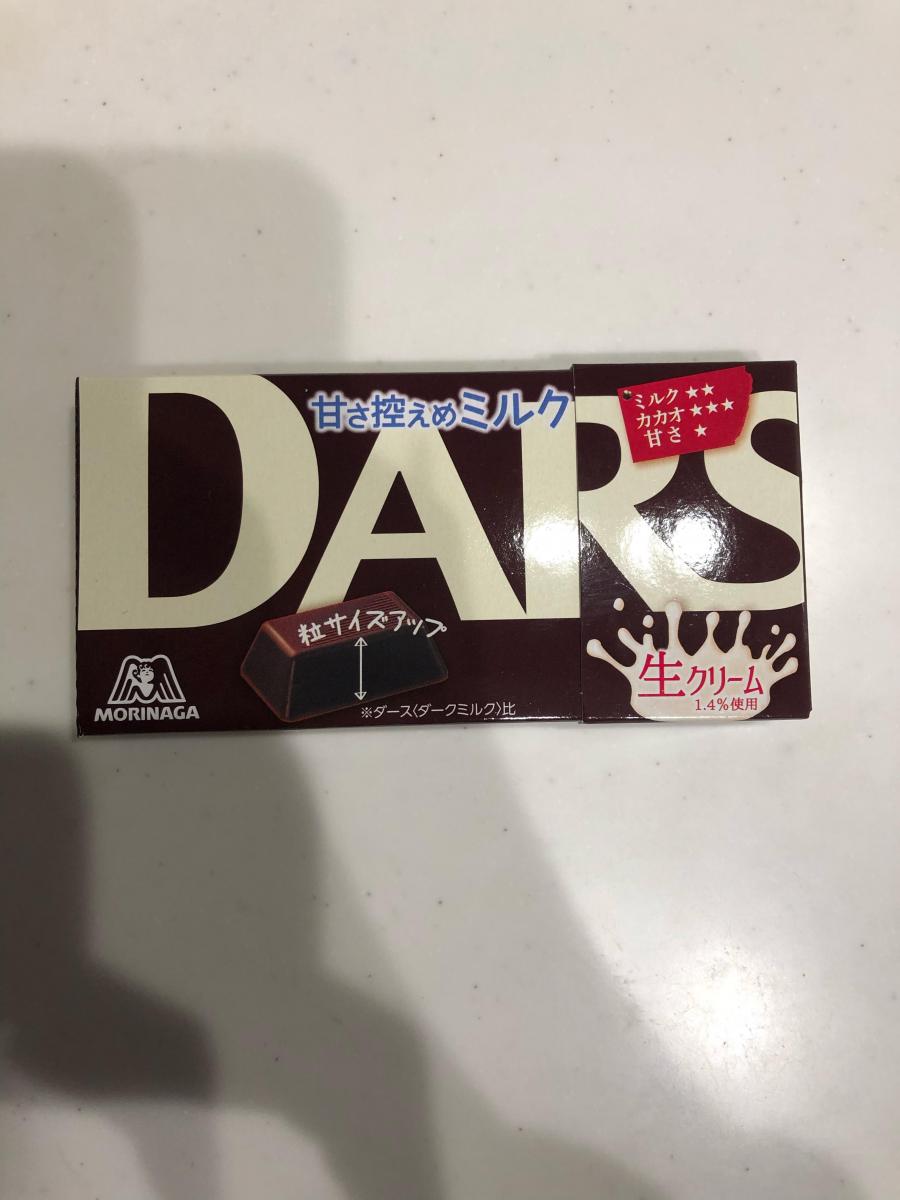 DARS
甘さ控えめミルク
ミルク ★★
カカオ ★★★
甘さ ★
粒サイズアップ
※ダース〈ダークミルク〉比
MORINAGA
生クリーム
1.4%使用